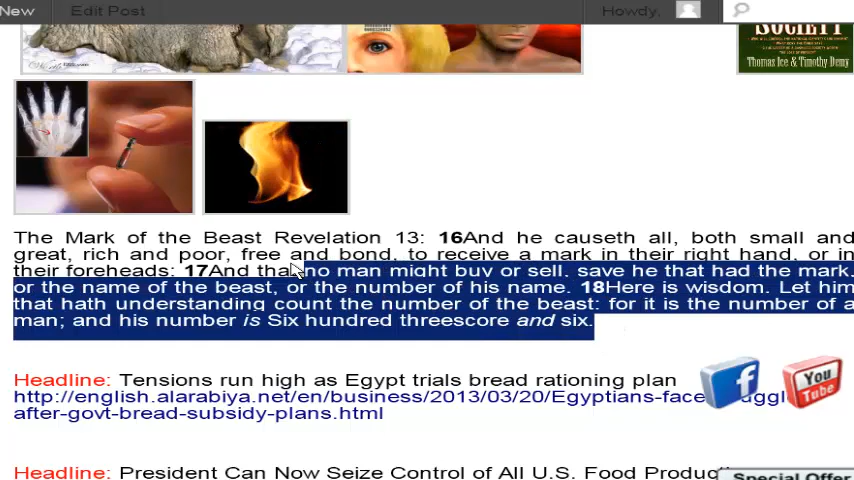 New Edit Post Howdy,
SOCIETY
Thomas Ice & Timothy Demy
The Mark of the Beast Revelation 13: 16And he causeth all, both small and
great, rich and poor, free and bond, to receive a mark in their right hand, or in
their foreheads: 17And that no man might buy or sell, save he that had the mark,
or the name of the beast, or the number of his name. 18Here is wisdom. Let him
that hath understanding count the number of the beast: for it is the number of a
man; and his number is Six hundred threescore and six.
Headline: Tensions run high as Egypt trials bread rationing plan
http://english.alarabiya.net/en/business/2013/03/20/Egyptians-face
after-govt-bread-subsidy-plans.html
f
You Tube
Headline: President Can Now Seize Control of All U.S. Food
Special Offer